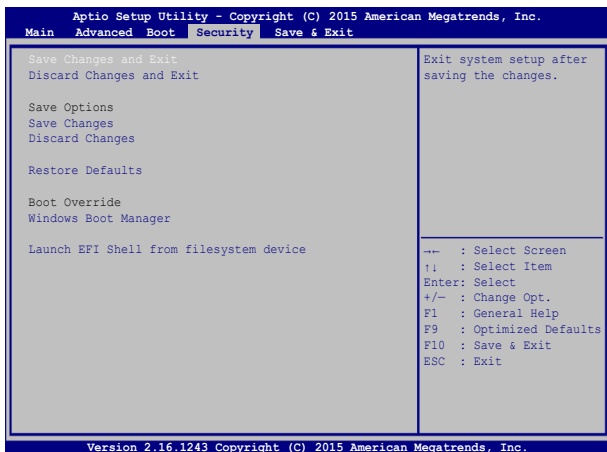 Aptio Setup Utility - Copyright (C) 2015 American Megatrends, Inc.
Main Advanced Boot Security Save & Exit
Save Changes and Exit
Discard Changes and Exit
Save Options
Save Changes
Discard Changes
Restore Defaults
Boot Override
Windows Boot Manager
Launch EFI Shell from filesystem device
Exit system setup after
saving the changes.
→← : Select Screen
↑↓ : Select Item
Enter: Select
+/— : Change Opt.
F1 : General Help
F9 : Optimized Defaults
F10 : Save & Exit
ESC : Exit
Version 2.16.1243 Copyright (C) 2015 American Megatrends, Inc.